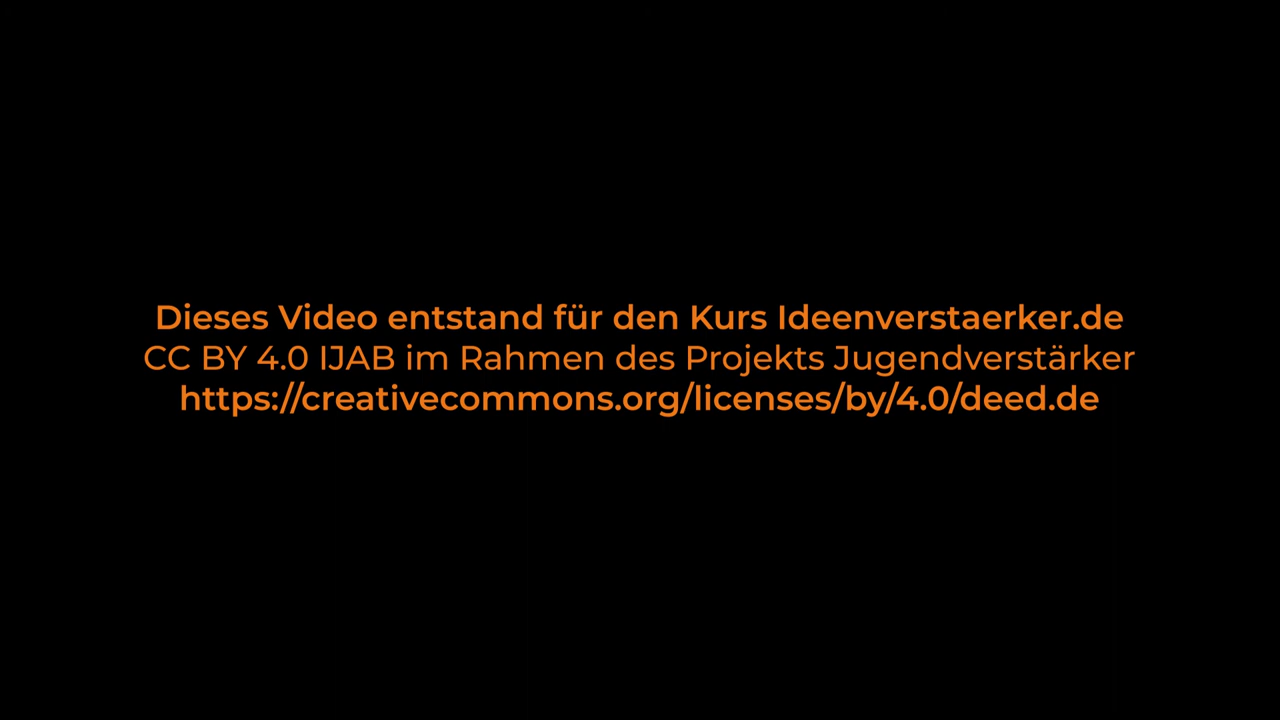 Dieses Video entstand für den Kurs Ideenverstaerker.de
CC BY 4.0 IJAB im Rahmen des Projekts Jugendverstärker
https://creativecommons.org/licenses/by/4.0/deed.de